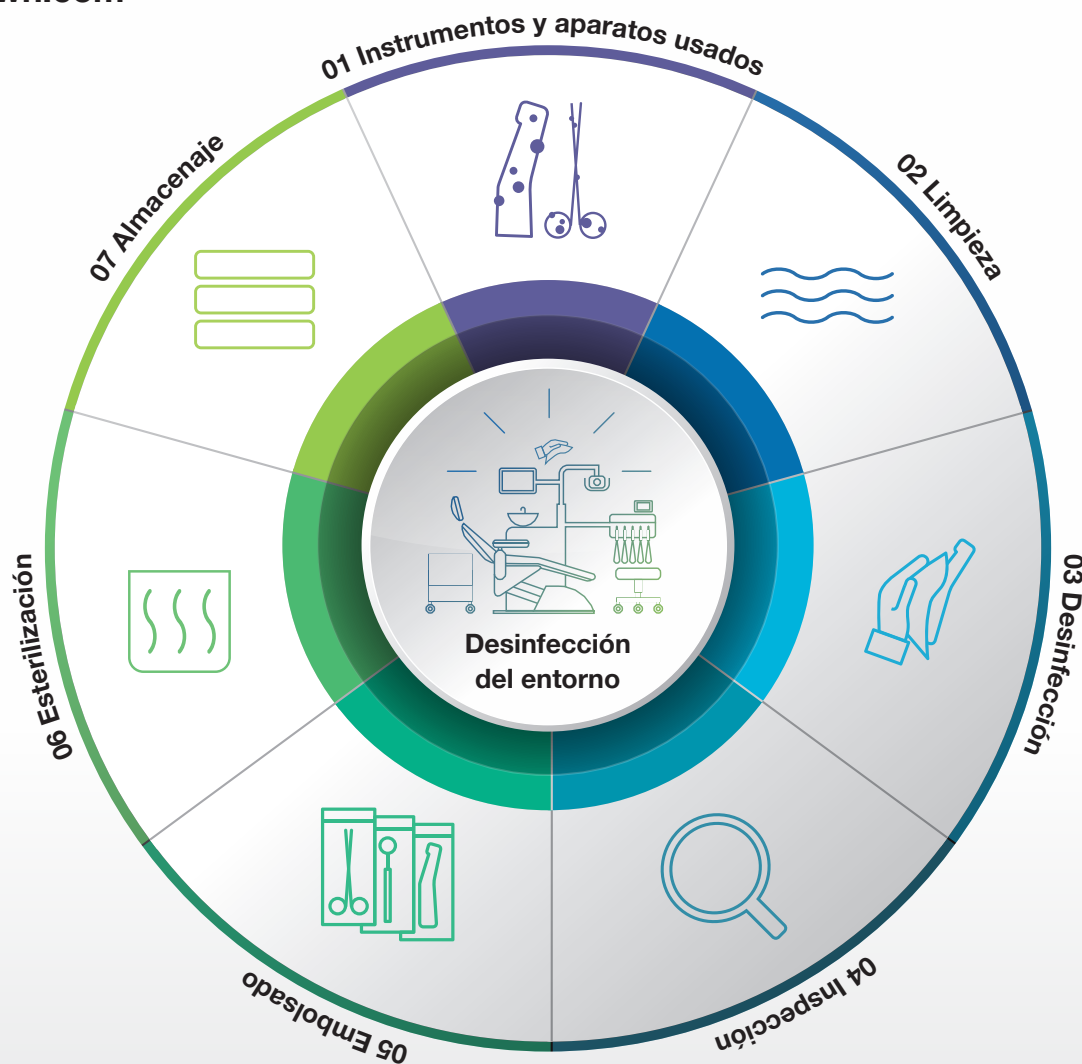 01 Instrumentos y aparatos usados
02 Limpieza
03 Desinfección
04 Inspección
05 Embolsado
06 Esterilización
07 Almacenaje
Desinfección
del entorno